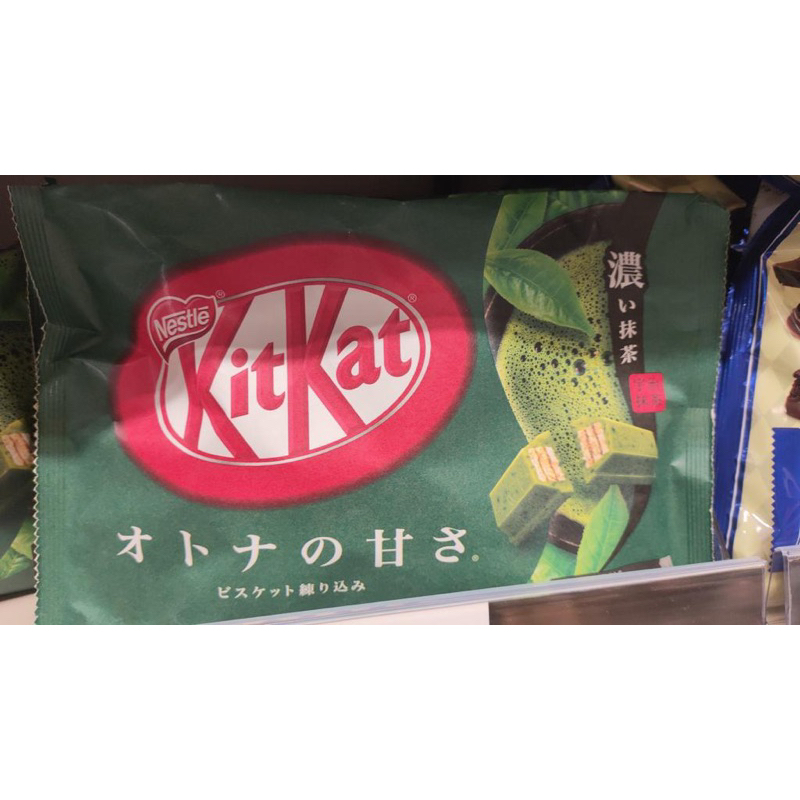 Nestlé®
KitKat®
オトナの甘さ®
ビスケット練り込み
濃い抹茶